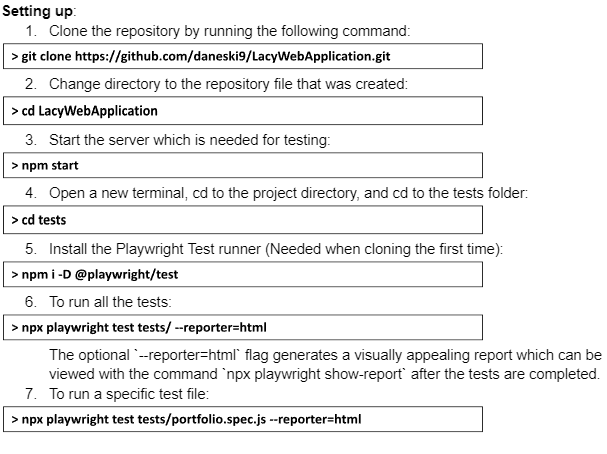 Setting up:
1. Clone the repository by running the following command:
> git clone https://github.com/daneski9/LacyWebApplication.git
2. Change directory to the repository file that was created:
> cd LacyWebApplication
3. Start the server which is needed for testing:
> npm start
4. Open a new terminal, cd to the project directory, and cd to the tests folder:
> cd tests
5. Install the Playwright Test runner (Needed when cloning the first time):
> npm i -D @playwright/test
6. To run all the tests:
> npx playwright test tests/ --reporter=html
The optional `--reporter=html` flag generates a visually appealing report which can be
viewed with the command `npx playwright show-report` after the tests are completed.
7. To run a specific test file:
> npx playwright test tests/portfolio.spec.js --reporter=html